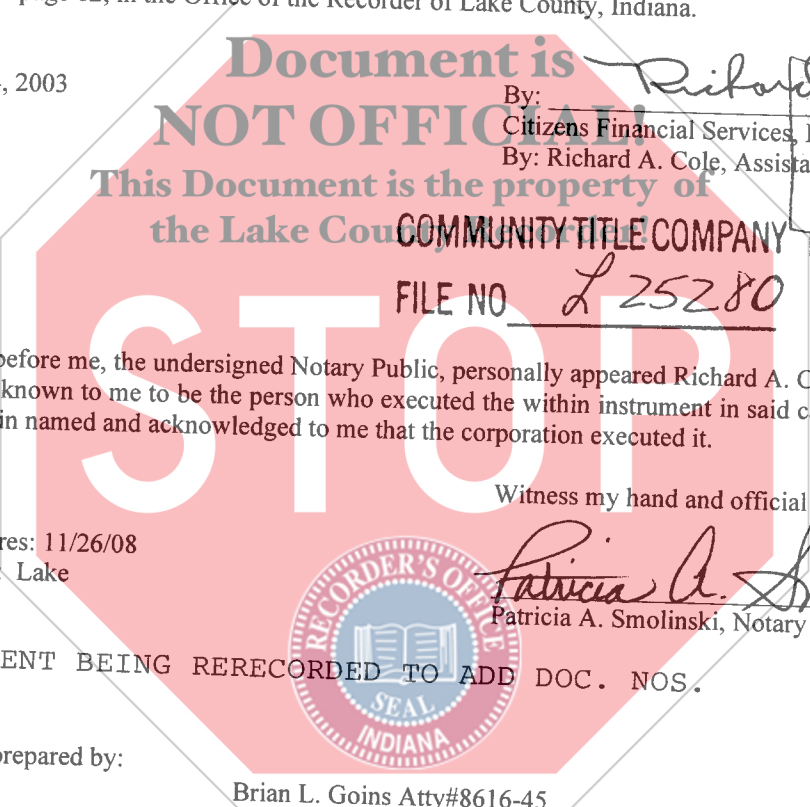 page 62, in the Office of the Recorder of Lake County, Indiana.
Document is
, 2003
By: Richard
NOT OFFICIAL!
Citizens Financial Services,
By: Richard A. Cole, Assista
This Document is the property of
the Lake County Recorder!
COMMUNITY TITLE COMPANY
FILE NO L 25280
STOP
before me, the undersigned Notary Public, personally appeared Richard A. C
known to me to be the person who executed the within instrument in said c
in named and acknowledged to me that the corporation executed it.
Witness my hand and official
res: 11/26/08
: Lake
Patricia A. S
Patricia A. Smolinski, Notary
RECORDER'S OFFICE
SEAL
INDIANA
ENT BEING RERECORDED TO ADD DOC. NOS.
prepared by:
Brian L. Goins Atty#8616-45